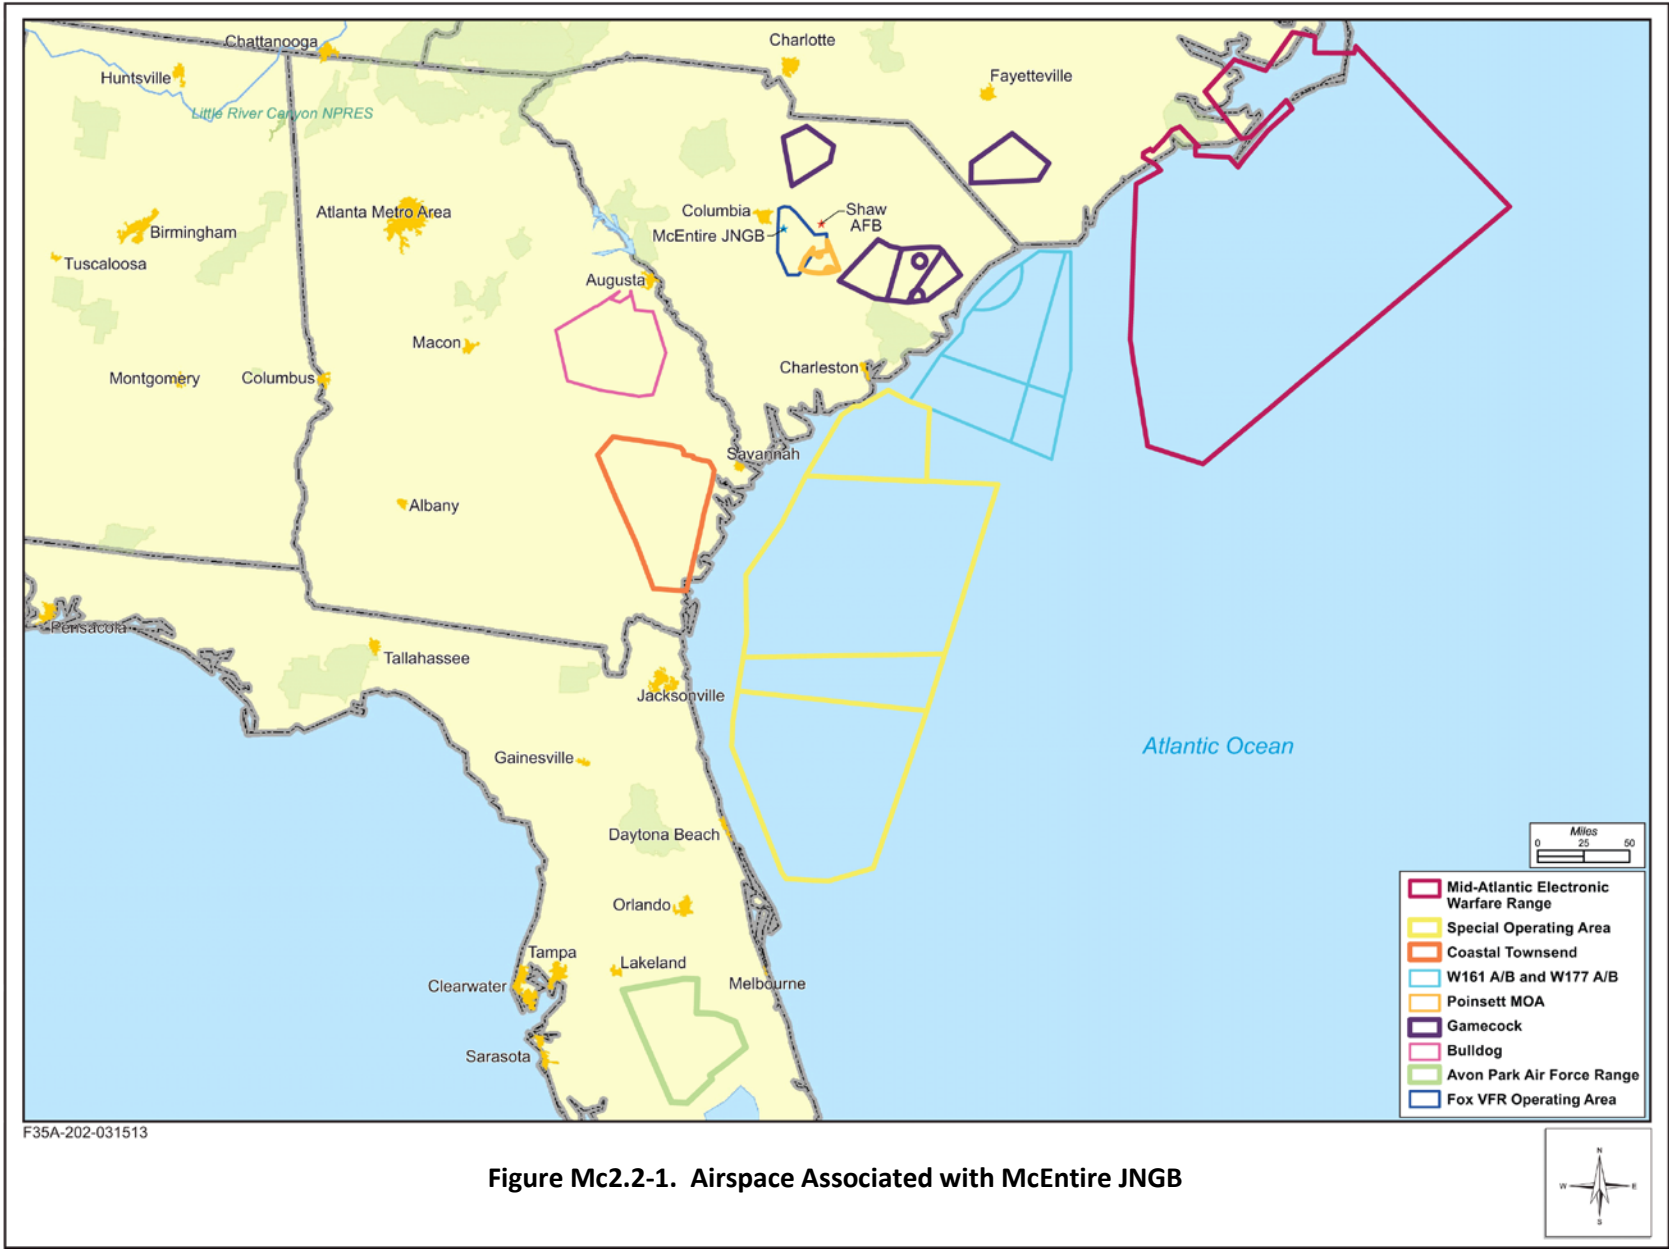 Chattanooga
Charlotte
Huntsville
Fayetteville
Little River Canyon NPRES
Columbia
Shaw
AFB
McEntire JNGB
Atlanta Metro Area
Birmingham
Tuscaloosa
Augusta
Macon
Charleston
Montgomery
Columbus
Savannah
Albany
Pensacola
Tallahassee
Jacksonville
Gainesville
Atlantic Ocean
Daytona Beach
Orlando
Tampa
Lakeland
Clearwater
Melbourne
Sarasota
Miles
0 25 50
Mid-Atlantic Electronic
Warfare Range
Special Operating Area
Coastal Townsend
W161 A/B and W177 A/B
Poinsett MOA
Gamecock
Bulldog
Avon Park Air Force Range
Fox VFR Operating Area
F35A-202-031513
N
W E
S
Figure Mc2.2-1. Airspace Associated with McEntire JNGB